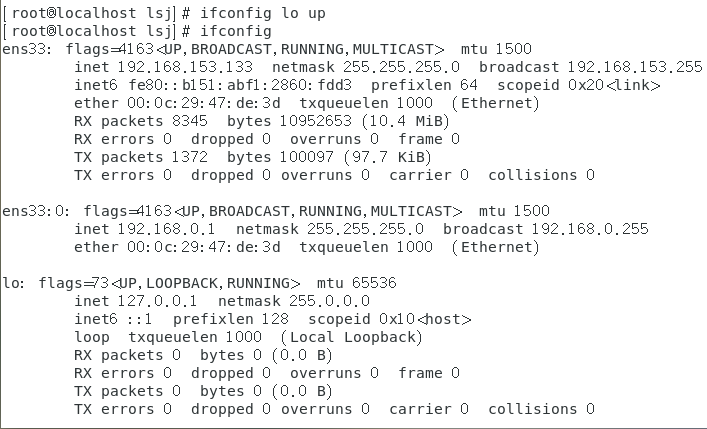 [root@localhost lsj]# ifconfig lo up
[root@localhost lsj]# ifconfig
ens33: flags=4163<UP,BROADCAST,RUNNING,MULTICAST>  mtu 1500
        inet 192.168.153.133  netmask 255.255.255.0  broadcast 192.168.153.255
        inet6 fe80::b151:abf1:2860:fdd3  prefixlen 64  scopeid 0x20<link>
        ether 00:0c:29:47:de:3d  txqueuelen 1000  (Ethernet)
        RX packets 8345  bytes 10952653 (10.4 MiB)
        RX errors 0  dropped 0  overruns 0  frame 0
        TX packets 1372  bytes 100097 (97.7 KiB)
        TX errors 0  dropped 0 overruns 0  carrier 0  collisions 0
ens33:0: flags=4163<UP,BROADCAST,RUNNING,MULTICAST>  mtu 1500
        inet 192.168.0.1  netmask 255.255.255.0  broadcast 192.168.0.255
        ether 00:0c:29:47:de:3d  txqueuelen 1000  (Ethernet)
lo: flags=73<UP,LOOPBACK,RUNNING>  mtu 65536
        inet 127.0.0.1  netmask 255.0.0.0
        inet6 ::1  prefixlen 128  scopeid 0x10<host>
        loop  txqueuelen 1000  (Local Loopback)
        RX packets 0  bytes 0 (0.0 B)
        RX errors 0  dropped 0  overruns 0  frame 0
        TX packets 0  bytes 0 (0.0 B)
        TX errors 0  dropped 0 overruns 0  carrier 0  collisions 0